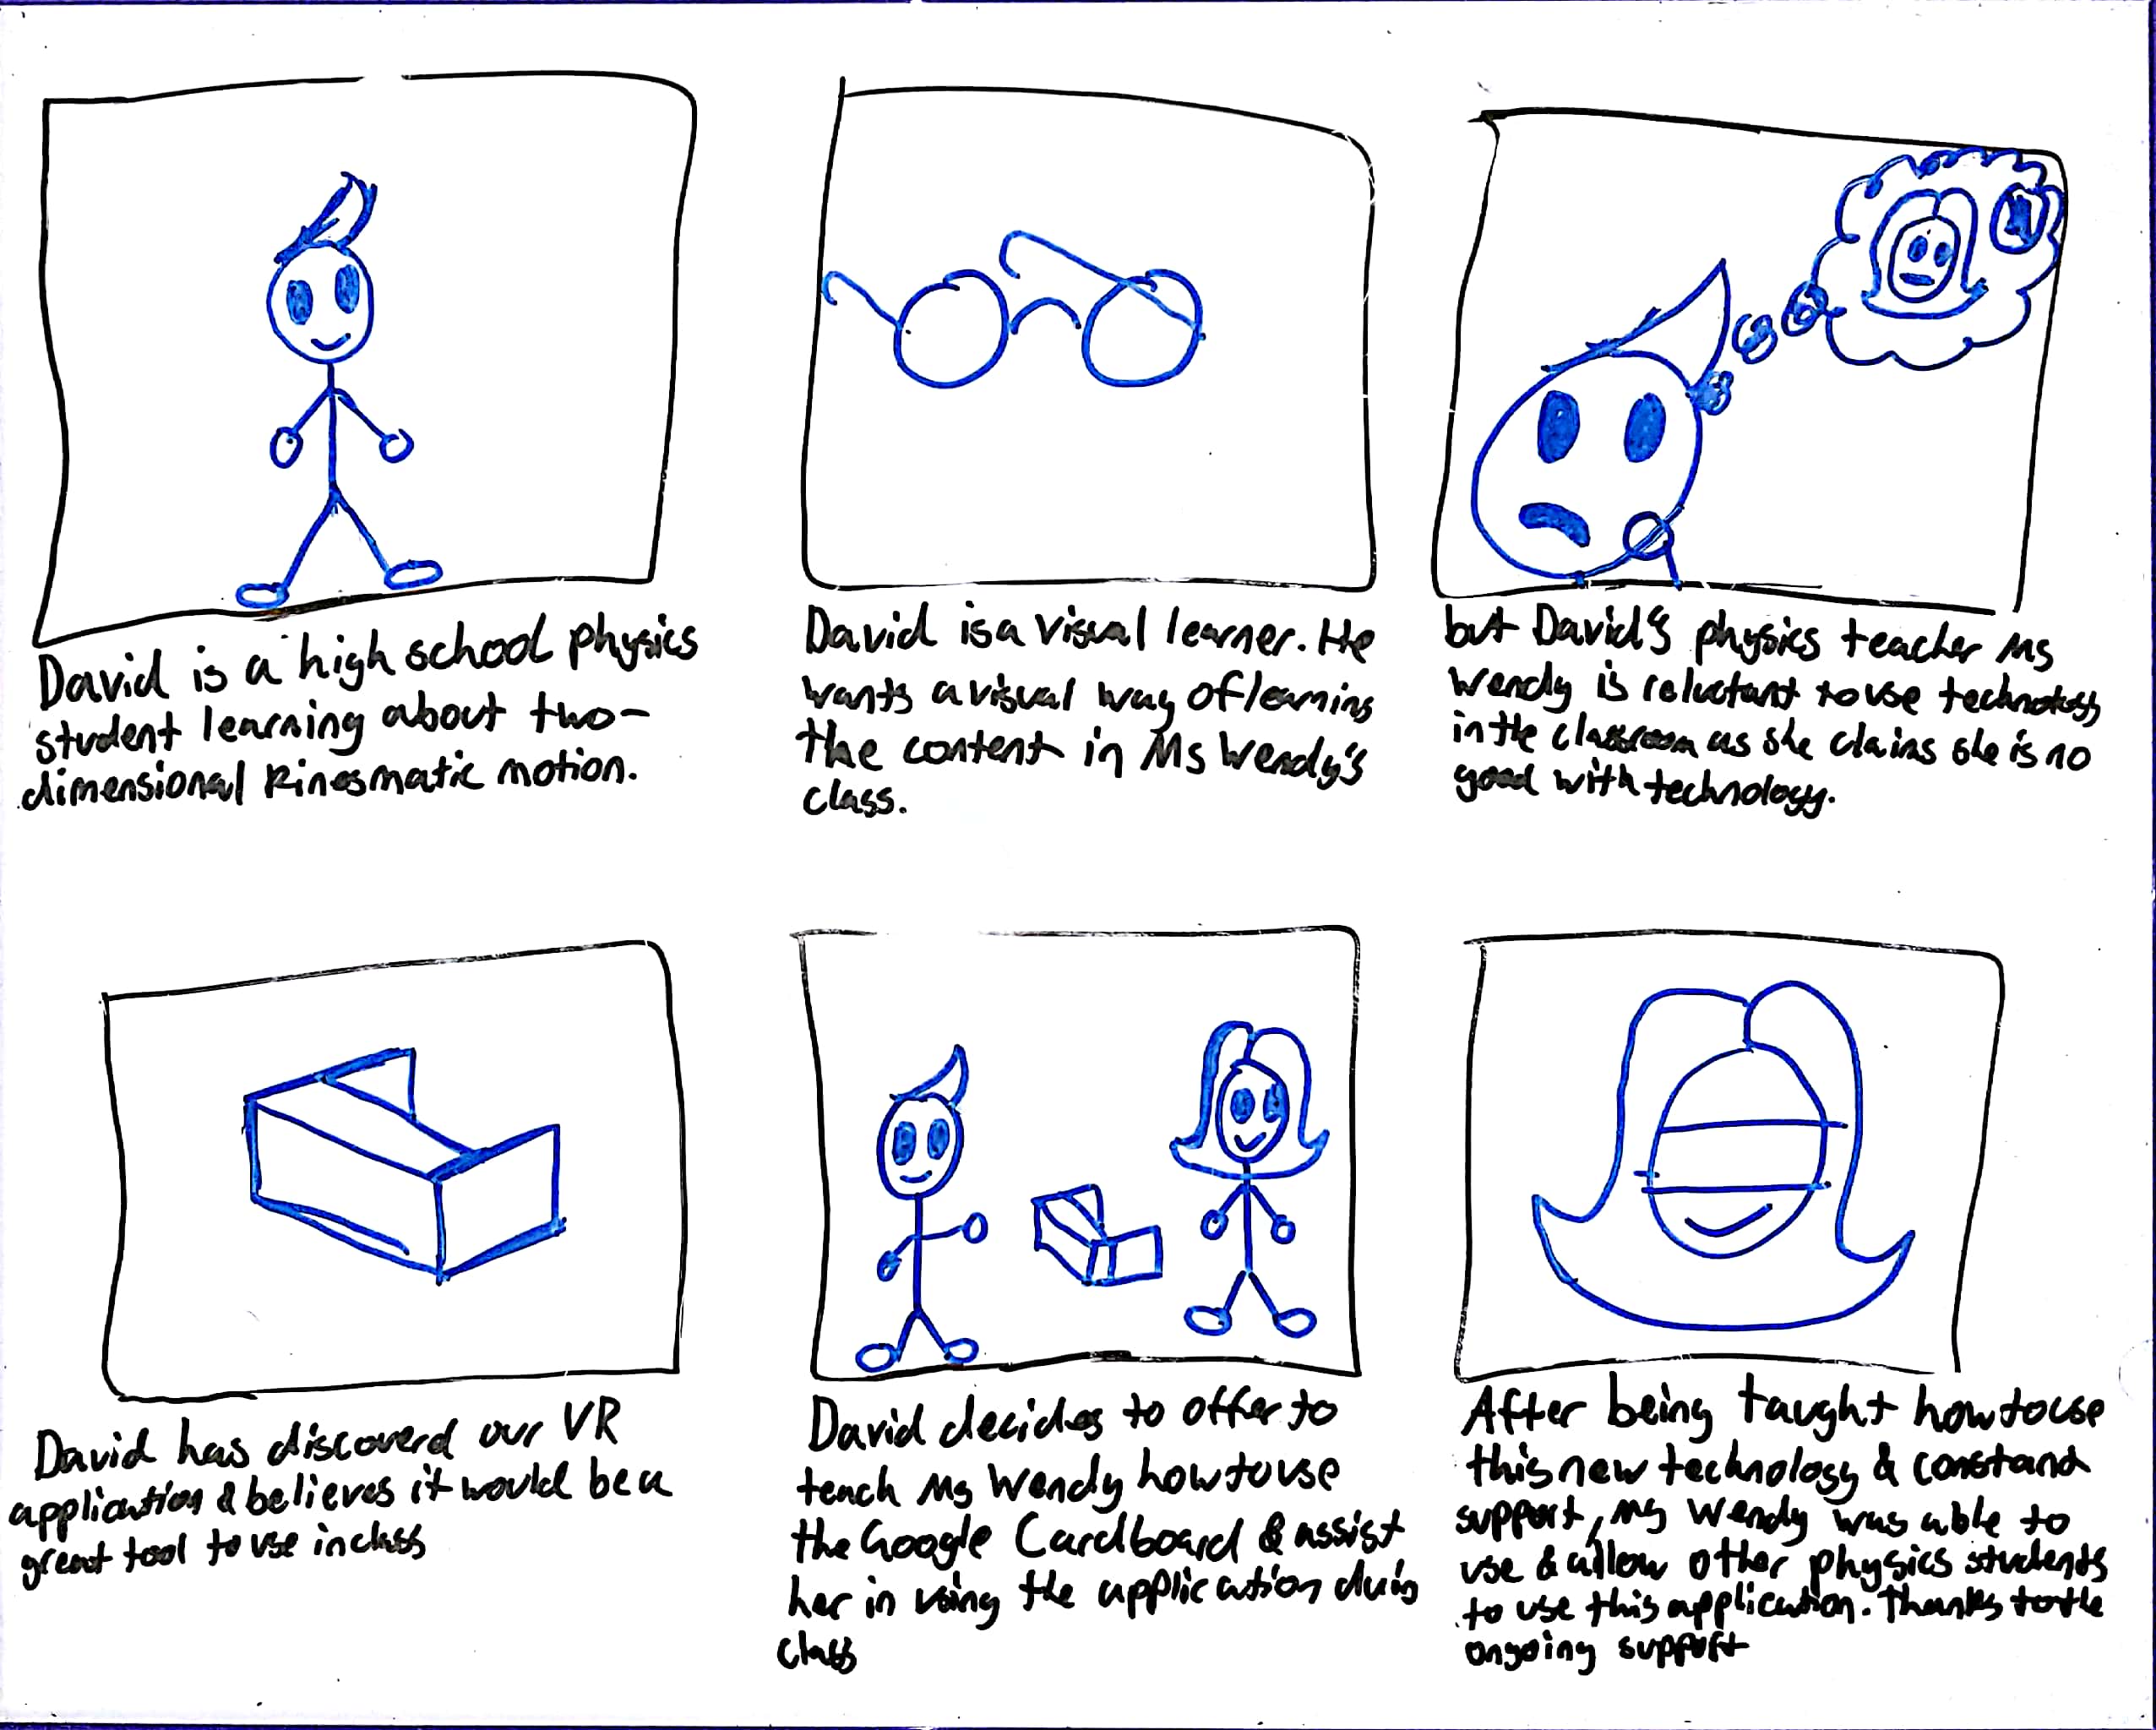 David is a high school physics
student learning about two-
dimensional kinesmatic motion.
David is a visual learner. He
wants a visual way of learning
the content in Ms Wendy's
class.
but David's physics teacher Ms
Wendy is reluctant to use technology
in the classroom as she claims she is no
good with technology.
David has discoverd our VR
application & believes it would be a
great tool to use in class
David decides to offer to
teach Ms Wendy how to use
the Google Cardboard & assist
her in using the application duing
class
After being taught how to use
this new technology & constand
support, Ms Wendy was able to
use & allow other physics students
to use this application. Thanks to the
ongoing support